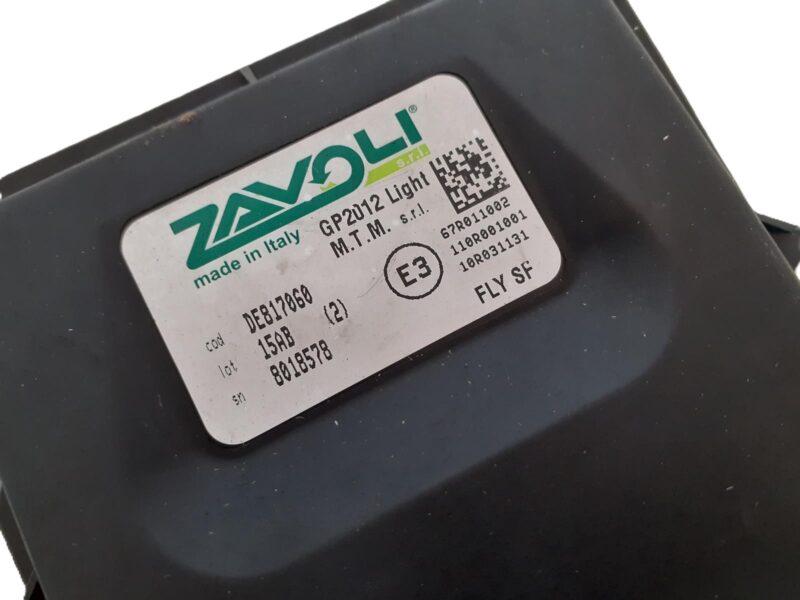 ZAVOLI®
s.r.l.
made in Italy
GP2012 Light
M.T.M. s.r.l.
E3
67R011002
110R001001
10R031131
FLY SF
cod DE817060
lot 15AB (2)
sn 8018578